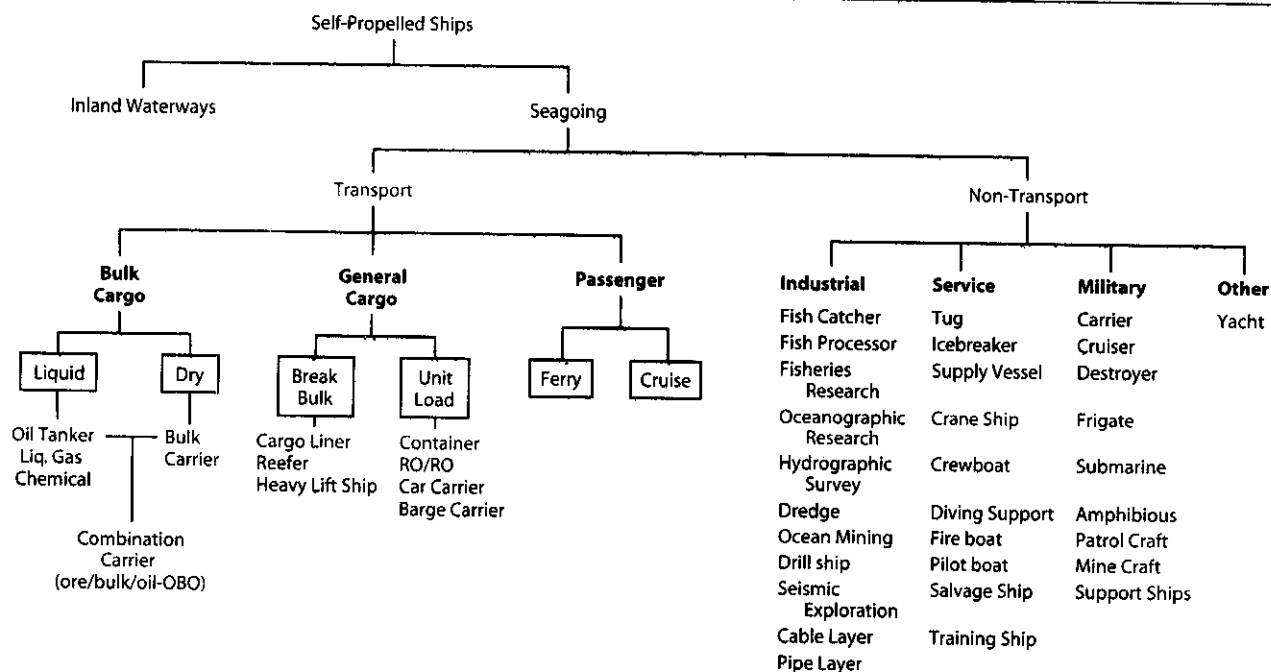 Self-Propelled Ships
Inland Waterways
Seagoing
Transport
Non-Transport
Bulk
Cargo
General
Cargo
Passenger
Liquid
Dry
Break
Bulk
Unit
Load
Ferry
Cruise
Oil Tanker
Liq. Gas
Chemical
Bulk
Carrier
Combination
Carrier
(ore/bulk/oil-OBO)
Cargo Liner
Reefer
Heavy Lift Ship
Container
RO/RO
Car Carrier
Barge Carrier
Industrial
Fish Catcher
Fish Processor
Fisheries
Research
Oceanographic
Research
Hydrographic
Survey
Dredge
Ocean Mining
Drill ship
Seismic
Exploration
Cable Layer
Pipe Layer
Service
Tug
Icebreaker
Supply Vessel
Crane Ship
Crewboat
Diving Support
Fire boat
Pilot boat
Salvage Ship
Training Ship
Military
Carrier
Cruiser
Destroyer
Frigate
Submarine
Amphibious
Patrol Craft
Mine Craft
Support Ships
Other
Yacht